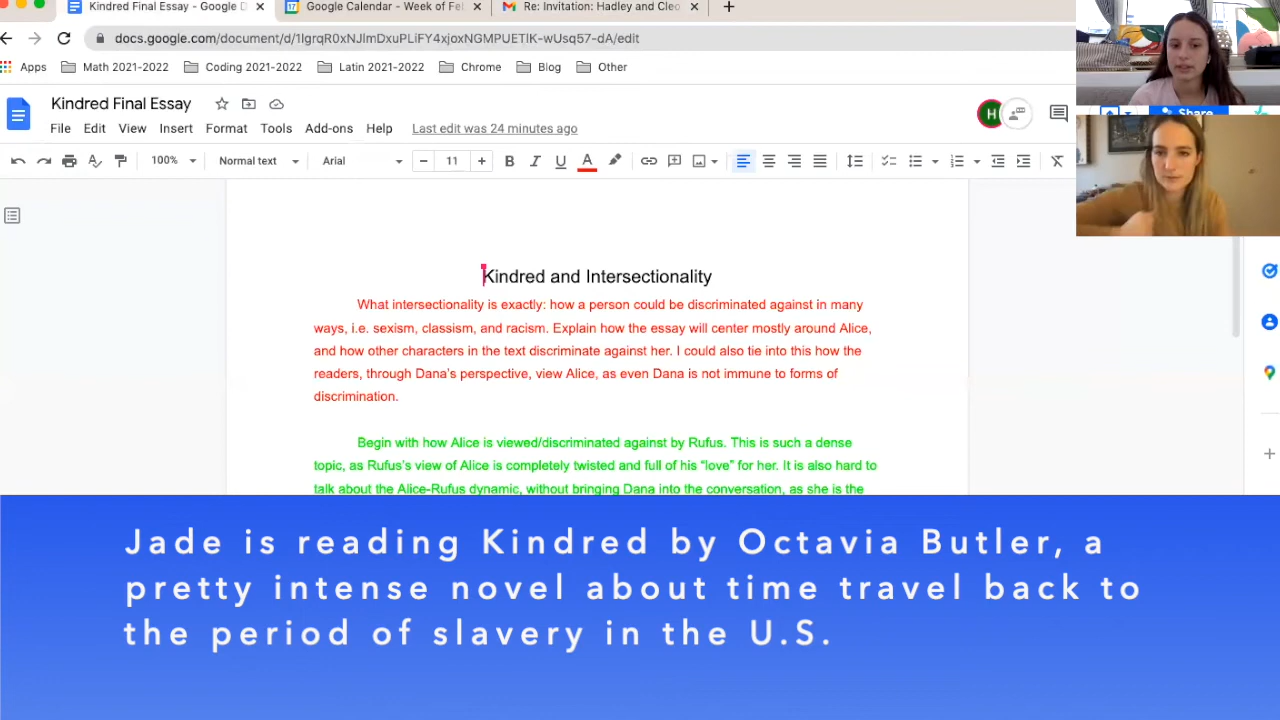 Kindred Final Essay - Google D
Google Calendar - Week of Fel
Re: Invitation: Hadley and Cleo
Apps
Math 2021-2022
Coding 2021-2022
Latin 2021-2022
Chrome
Blog
Other
Kindred Final Essay
File Edit View Insert Format Tools Add-ons Help Last edit was 24 minutes ago
H
Share
100% Normal text Arial 11 B I U A
Kindred and Intersectionality
What intersectionality is exactly: how a person could be discriminated against in many
ways, i.e. sexism, classism, and racism. Explain how the essay will center mostly around Alice,
and how other characters in the text discriminate against her. I could also tie into this how the
readers, through Dana's perspective, view Alice, as even Dana is not immune to forms of
discrimination.
Begin with how Alice is viewed/discriminated against by Rufus. This is such a dense
topic, as Rufus's view of Alice is completely twisted and full of his “love” for her. It is also hard to
talk about the Alice-Rufus dynamic, without bringing Dana into the conversation, as she is the
Jade is reading Kindred by Octavia Butler, a
pretty intense novel about time travel back to
the period of slavery in the U.S.